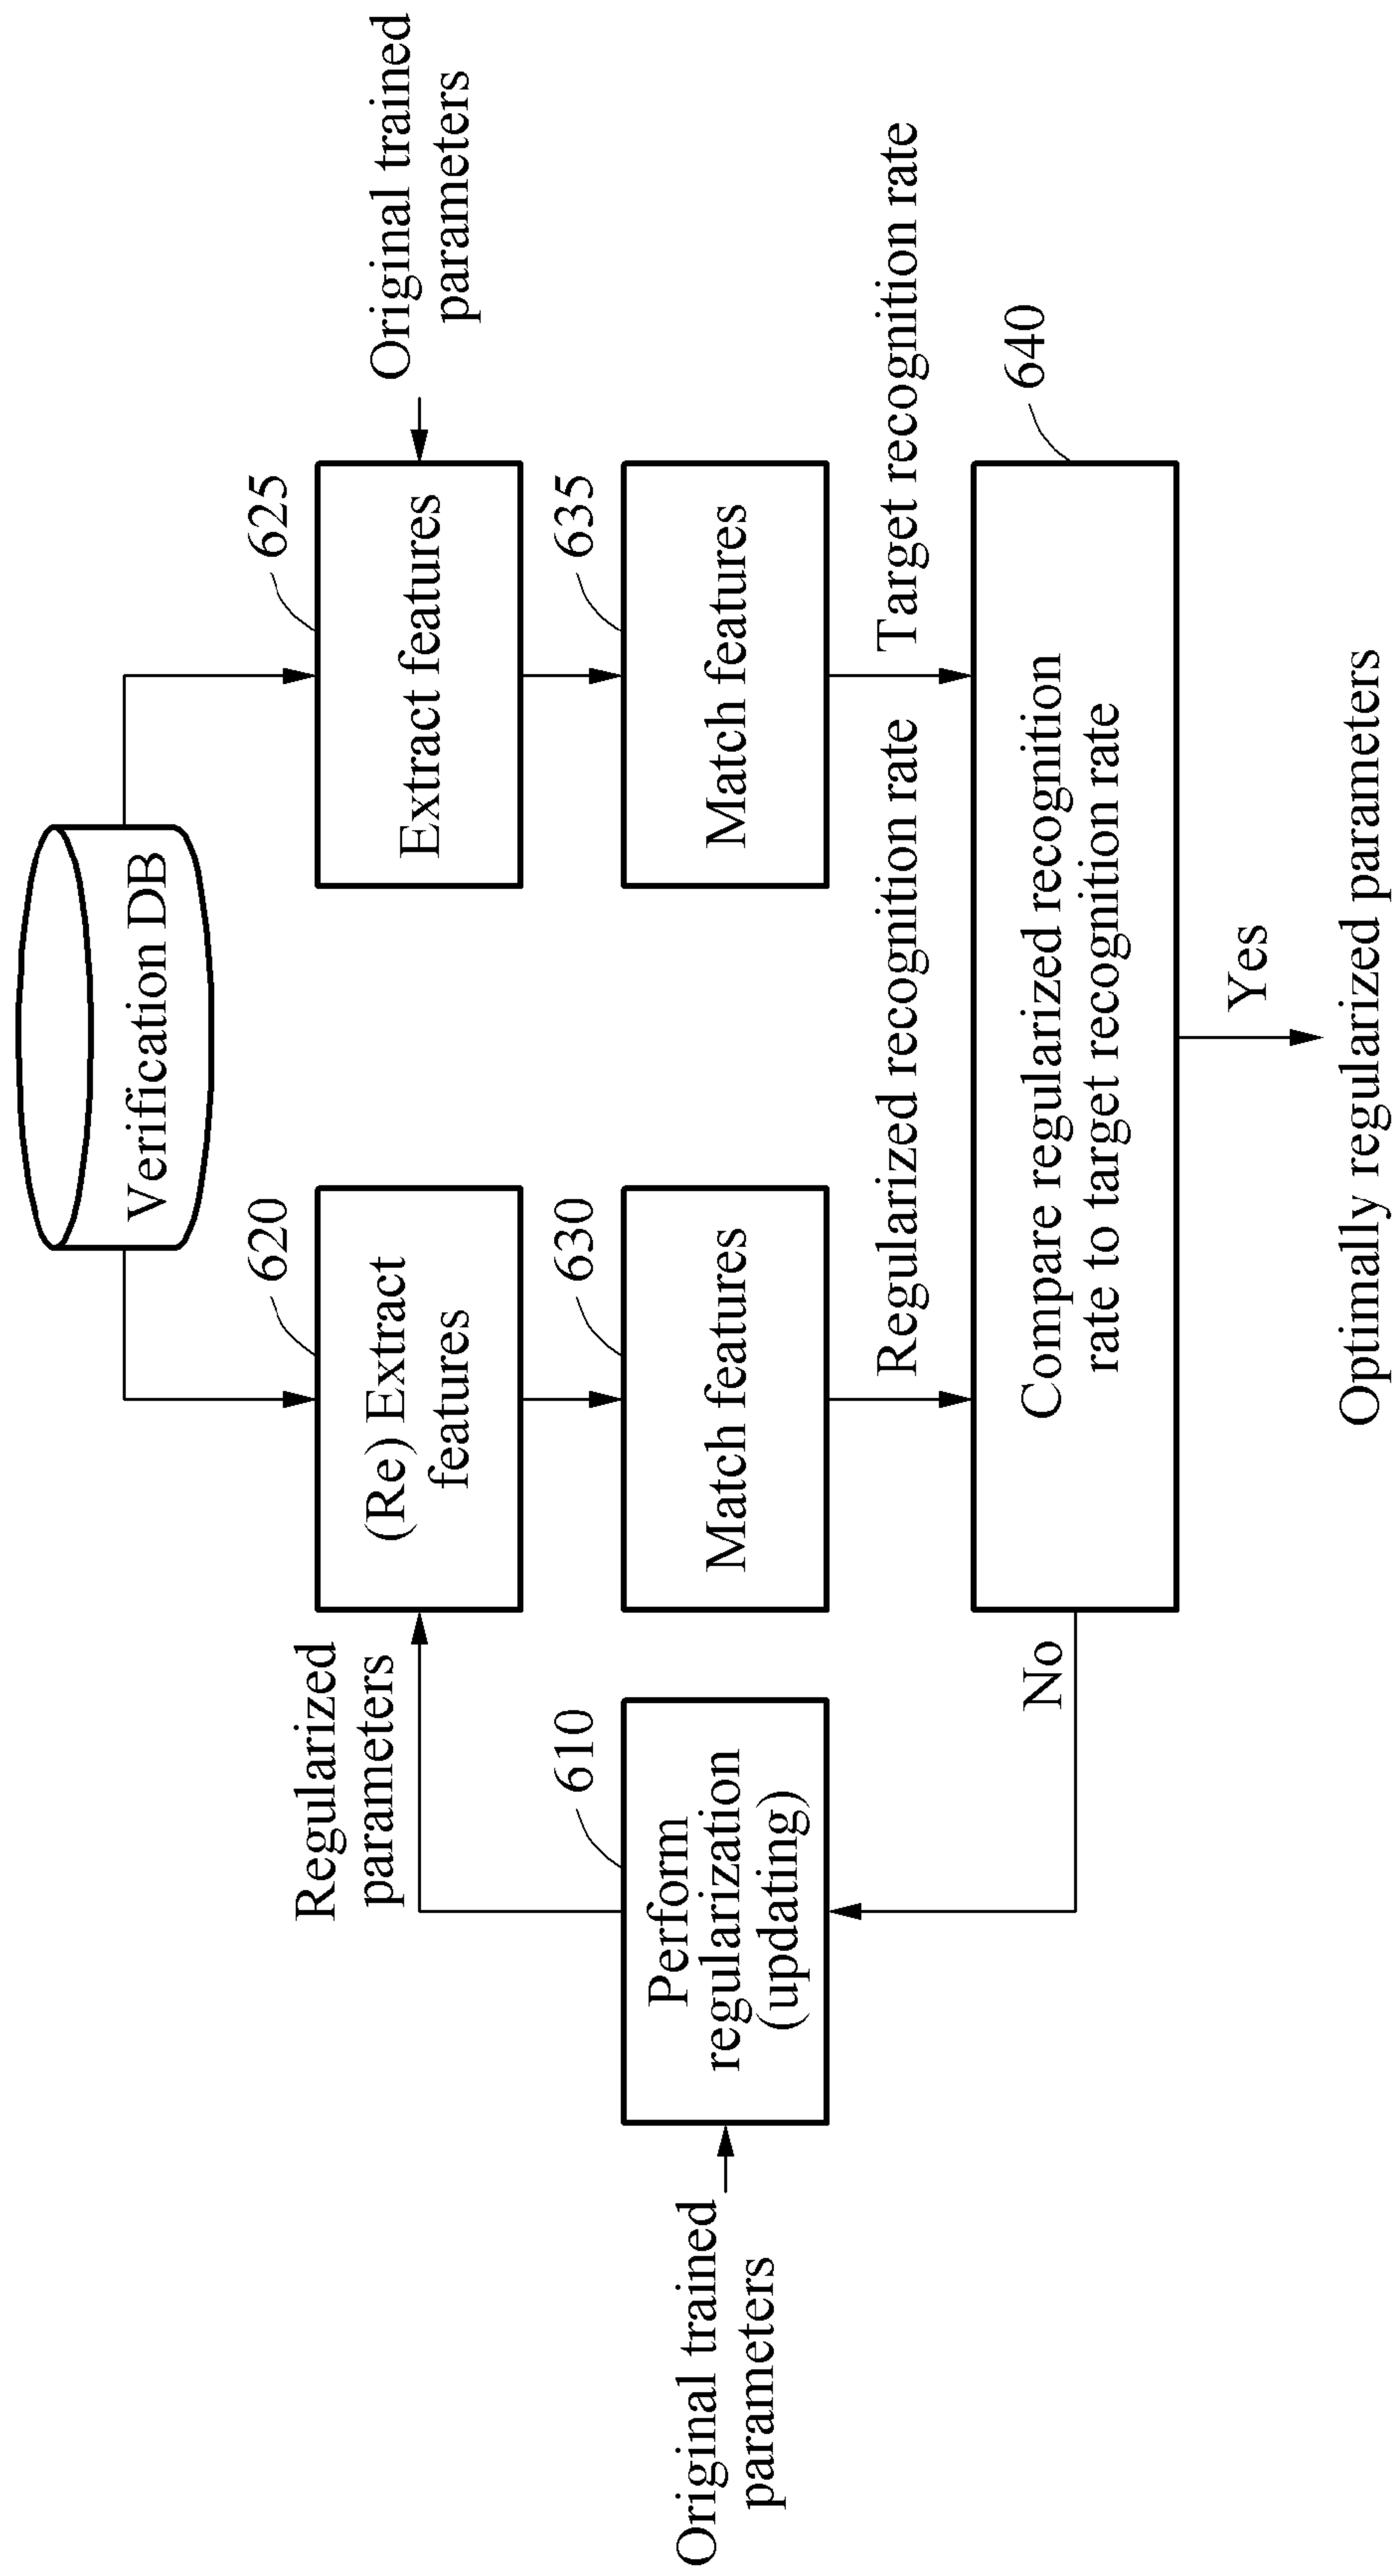 Verification DB
620
(Re) Extract
features
625
Extract features
Original trained
parameters
Regularized
parameters
Original trained
parameters
610
Perform
regularization
(updating)
630
Match features
635
Match features
Regularized recognition rate
Target recognition rate
640
Compare regularized recognition
rate to target recognition rate
No
Yes
Optimally regularized parameters